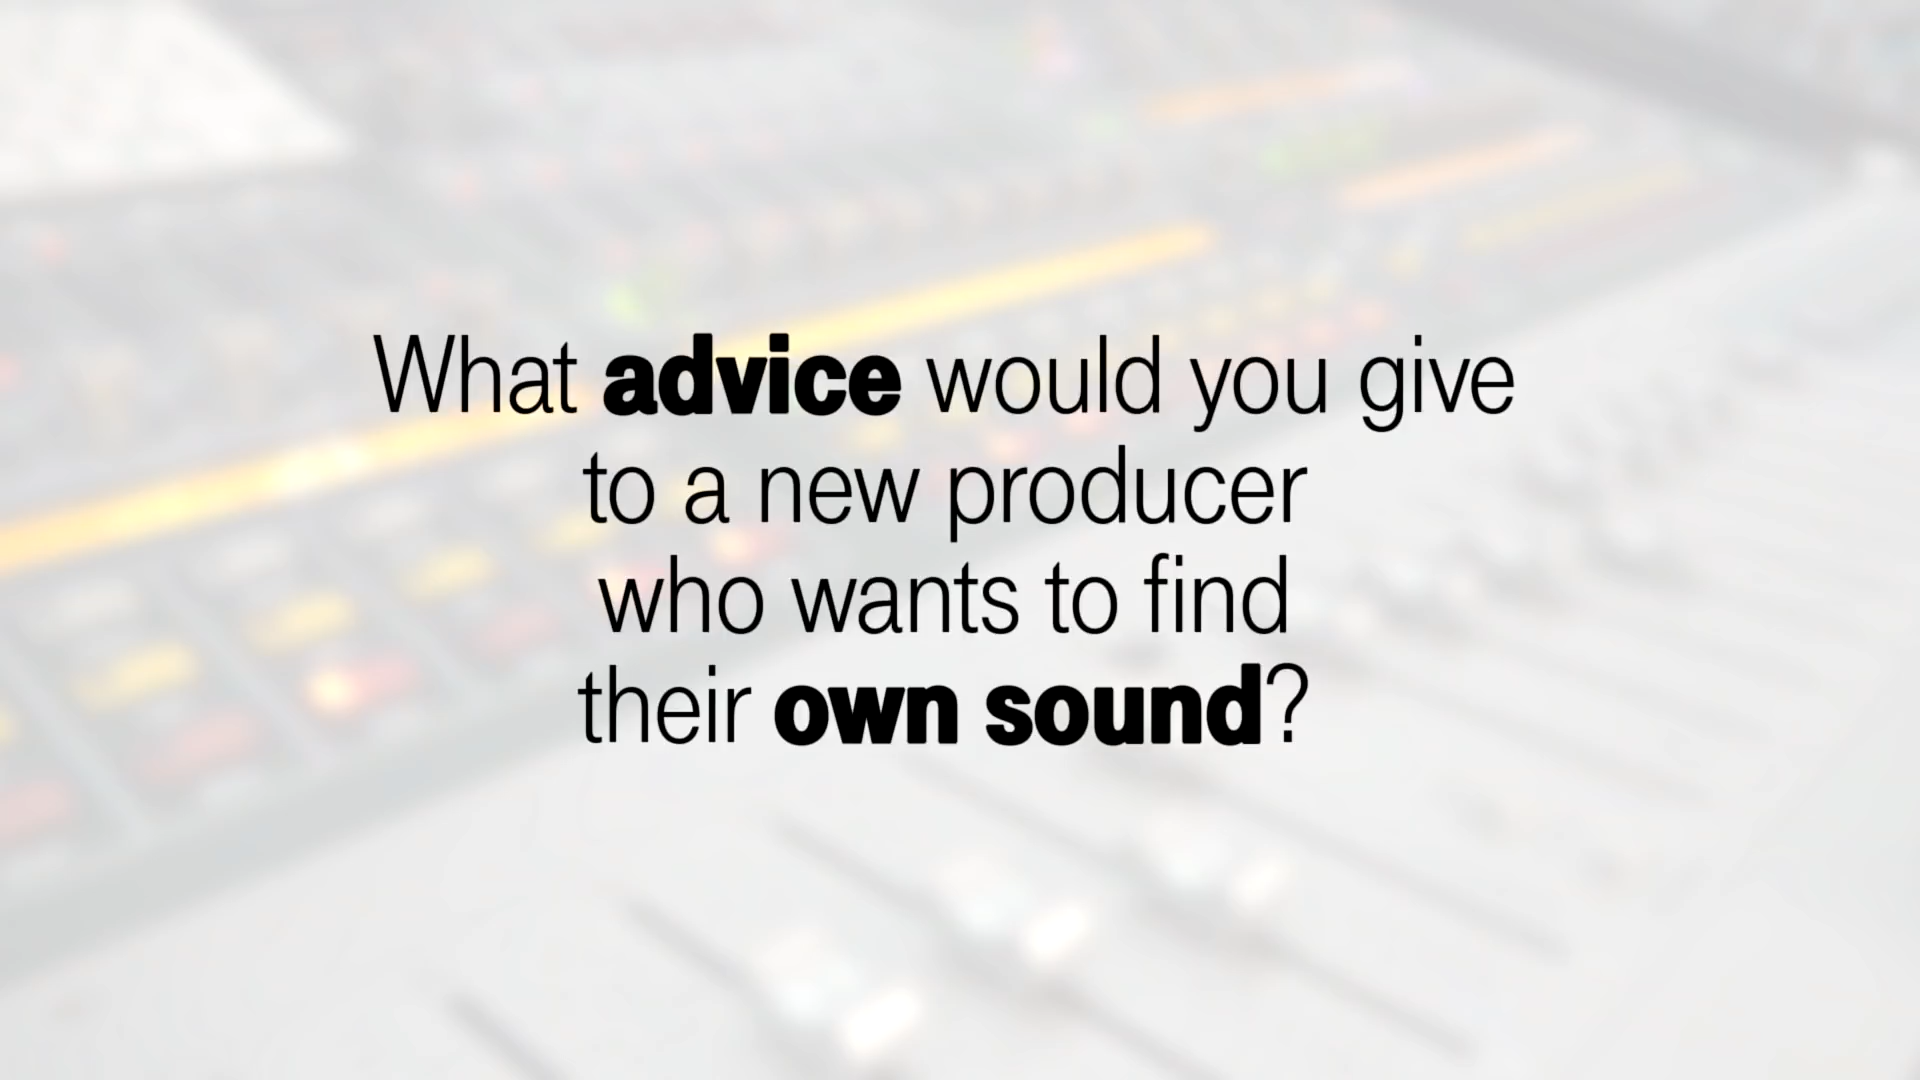 What advice would you give
to a new producer
who wants to find
their own sound?